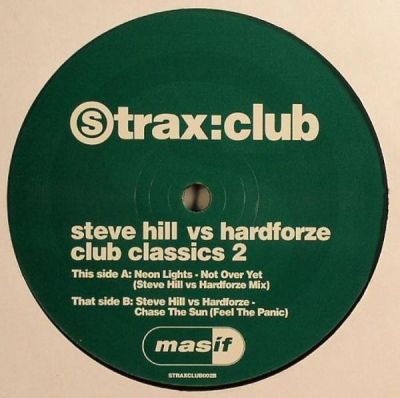 s trax:club
steve hill vs hardforze
club classics 2
This side A: Neon Lights - Not Over Yet
(Steve Hill vs Hardforze Mix)
That side B: Steve Hill vs Hardforze -
Chase The Sun (Feel The Panic)
masif
STRAXCLUB002B